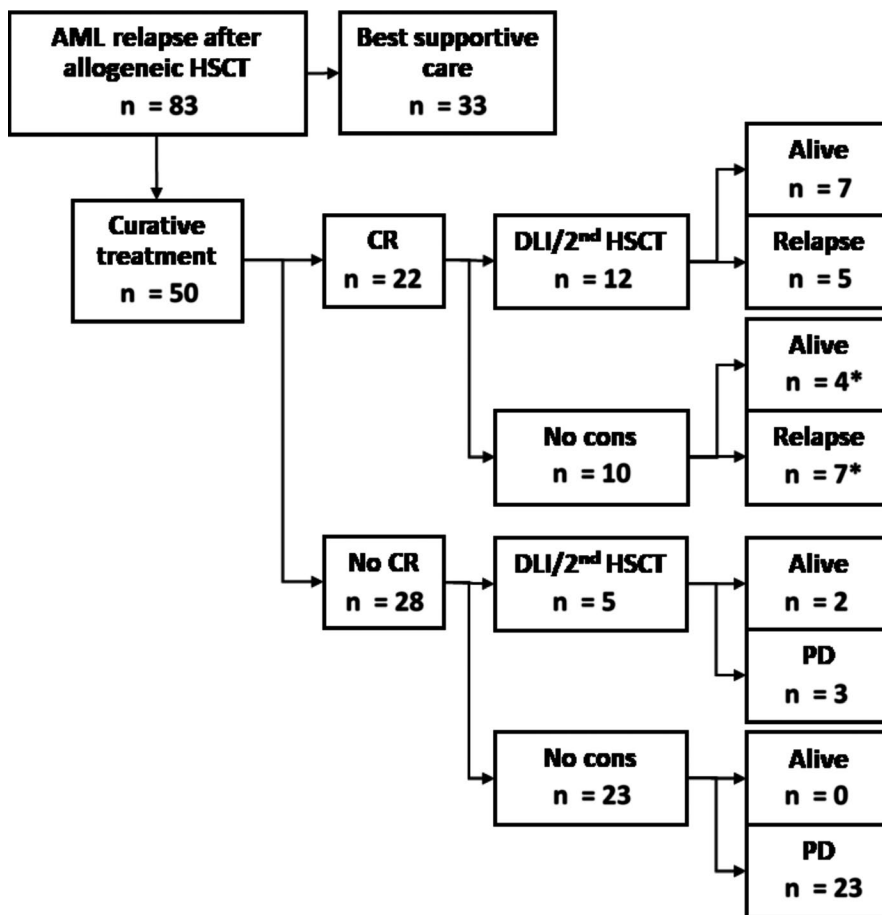 AML relapse after
allogeneic HSCT
n = 83
Best supportive
care
n = 33
Curative
treatment
n = 50
CR
n = 22
DLI/2nd HSCT
n = 12
Alive
n = 7
Relapse
n = 5
No cons
n = 10
Alive
n = 4*
Relapse
n = 7*
No CR
n = 28
DLI/2nd HSCT
n = 5
Alive
n = 2
PD
n = 3
No cons
n = 23
Alive
n = 0
PD
n = 23